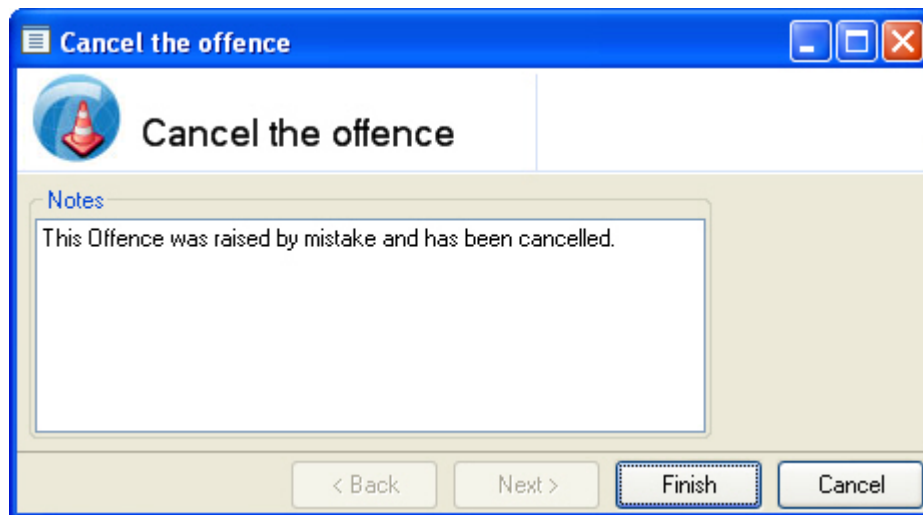 Cancel the offence
Cancel the offence
Notes
This Offence was raised by mistake and has been cancelled.
< Back
Next >
Finish
Cancel